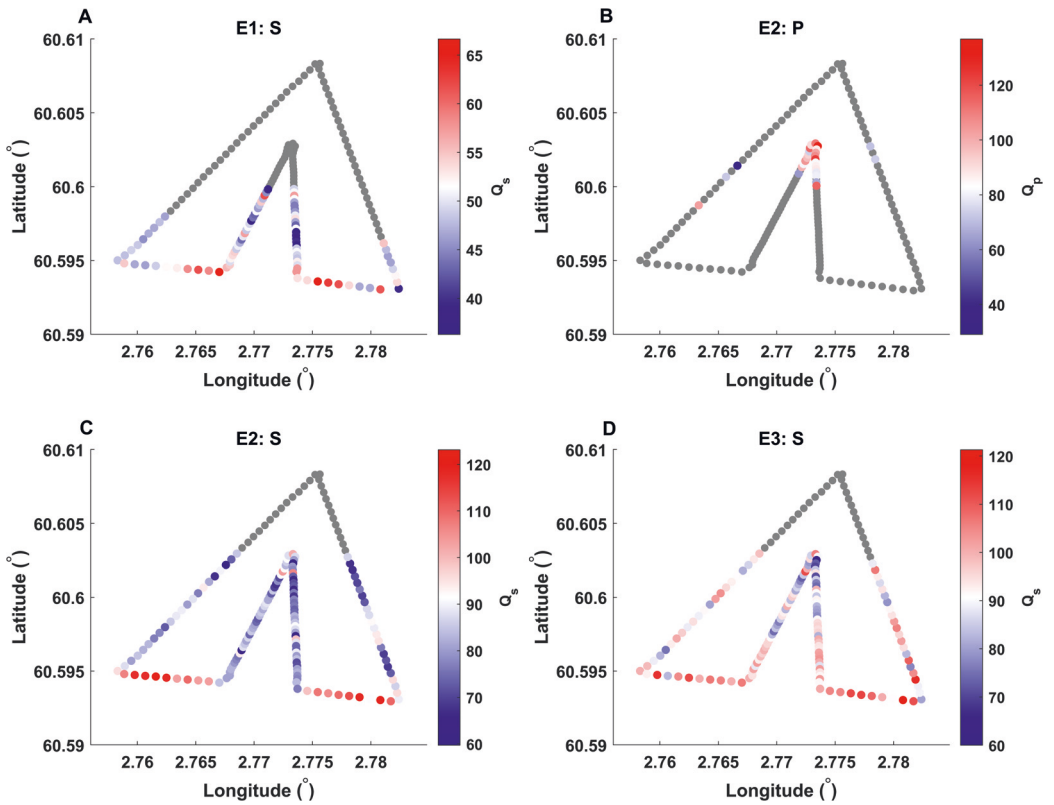 A
E1: S
60.61
60.605
60.6
60.595
60.59
Latitude (°)
2.76 2.765 2.77 2.775 2.78
Longitude (°)
65
60
55
50
45
40
Qs
B
E2: P
60.61
60.605
60.6
60.595
60.59
Latitude (°)
2.76 2.765 2.77 2.775 2.78
Longitude (°)
120
100
80
60
40
Qp
C
E2: S
60.61
60.605
60.6
60.595
60.59
Latitude (°)
2.76 2.765 2.77 2.775 2.78
Longitude (°)
120
110
100
90
80
70
60
Qs
D
E3: S
60.61
60.605
60.6
60.595
60.59
Latitude (°)
2.76 2.765 2.77 2.775 2.78
Longitude (°)
120
110
100
90
80
70
60
Qs